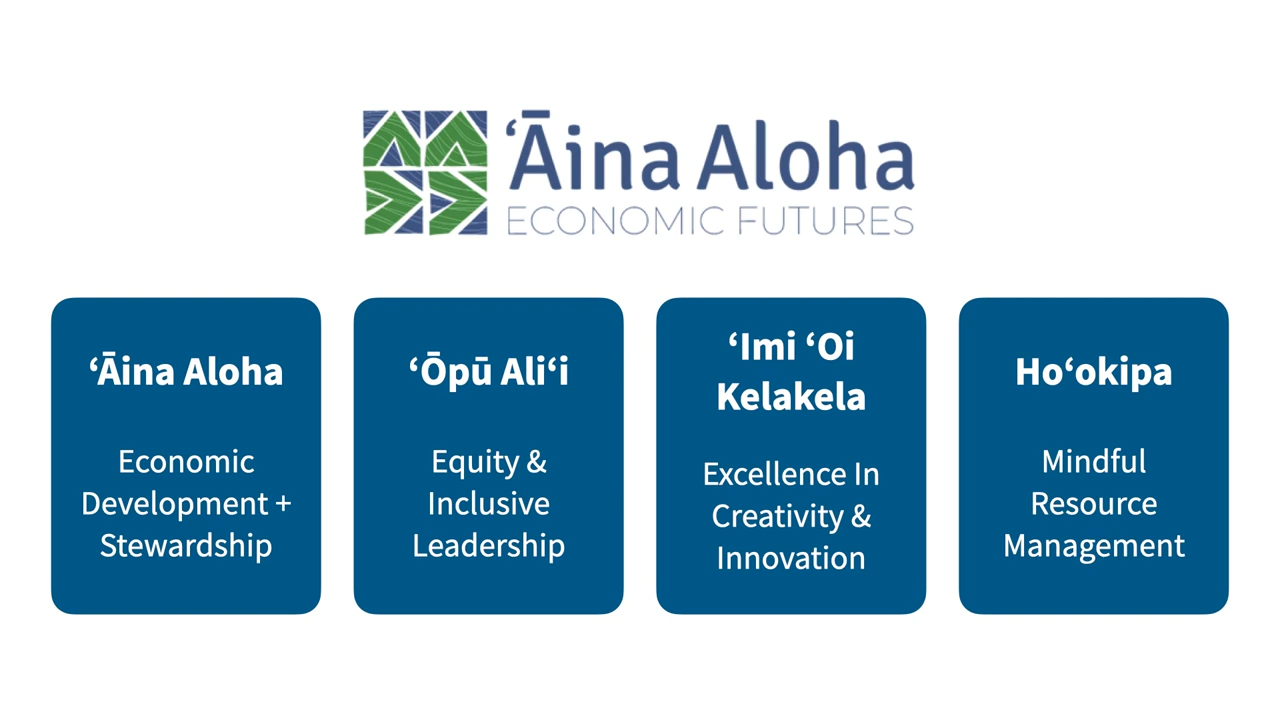 ʻĀina Aloha
ECONOMIC FUTURES
ʻĀina Aloha
Economic
Development +
Stewardship
ʻŌpū Aliʻi
Equity &
Inclusive
Leadership
ʻImi ʻOi
Kelakela
Excellence In
Creativity &
Innovation
Hoʻokipa
Mindful
Resource
Management